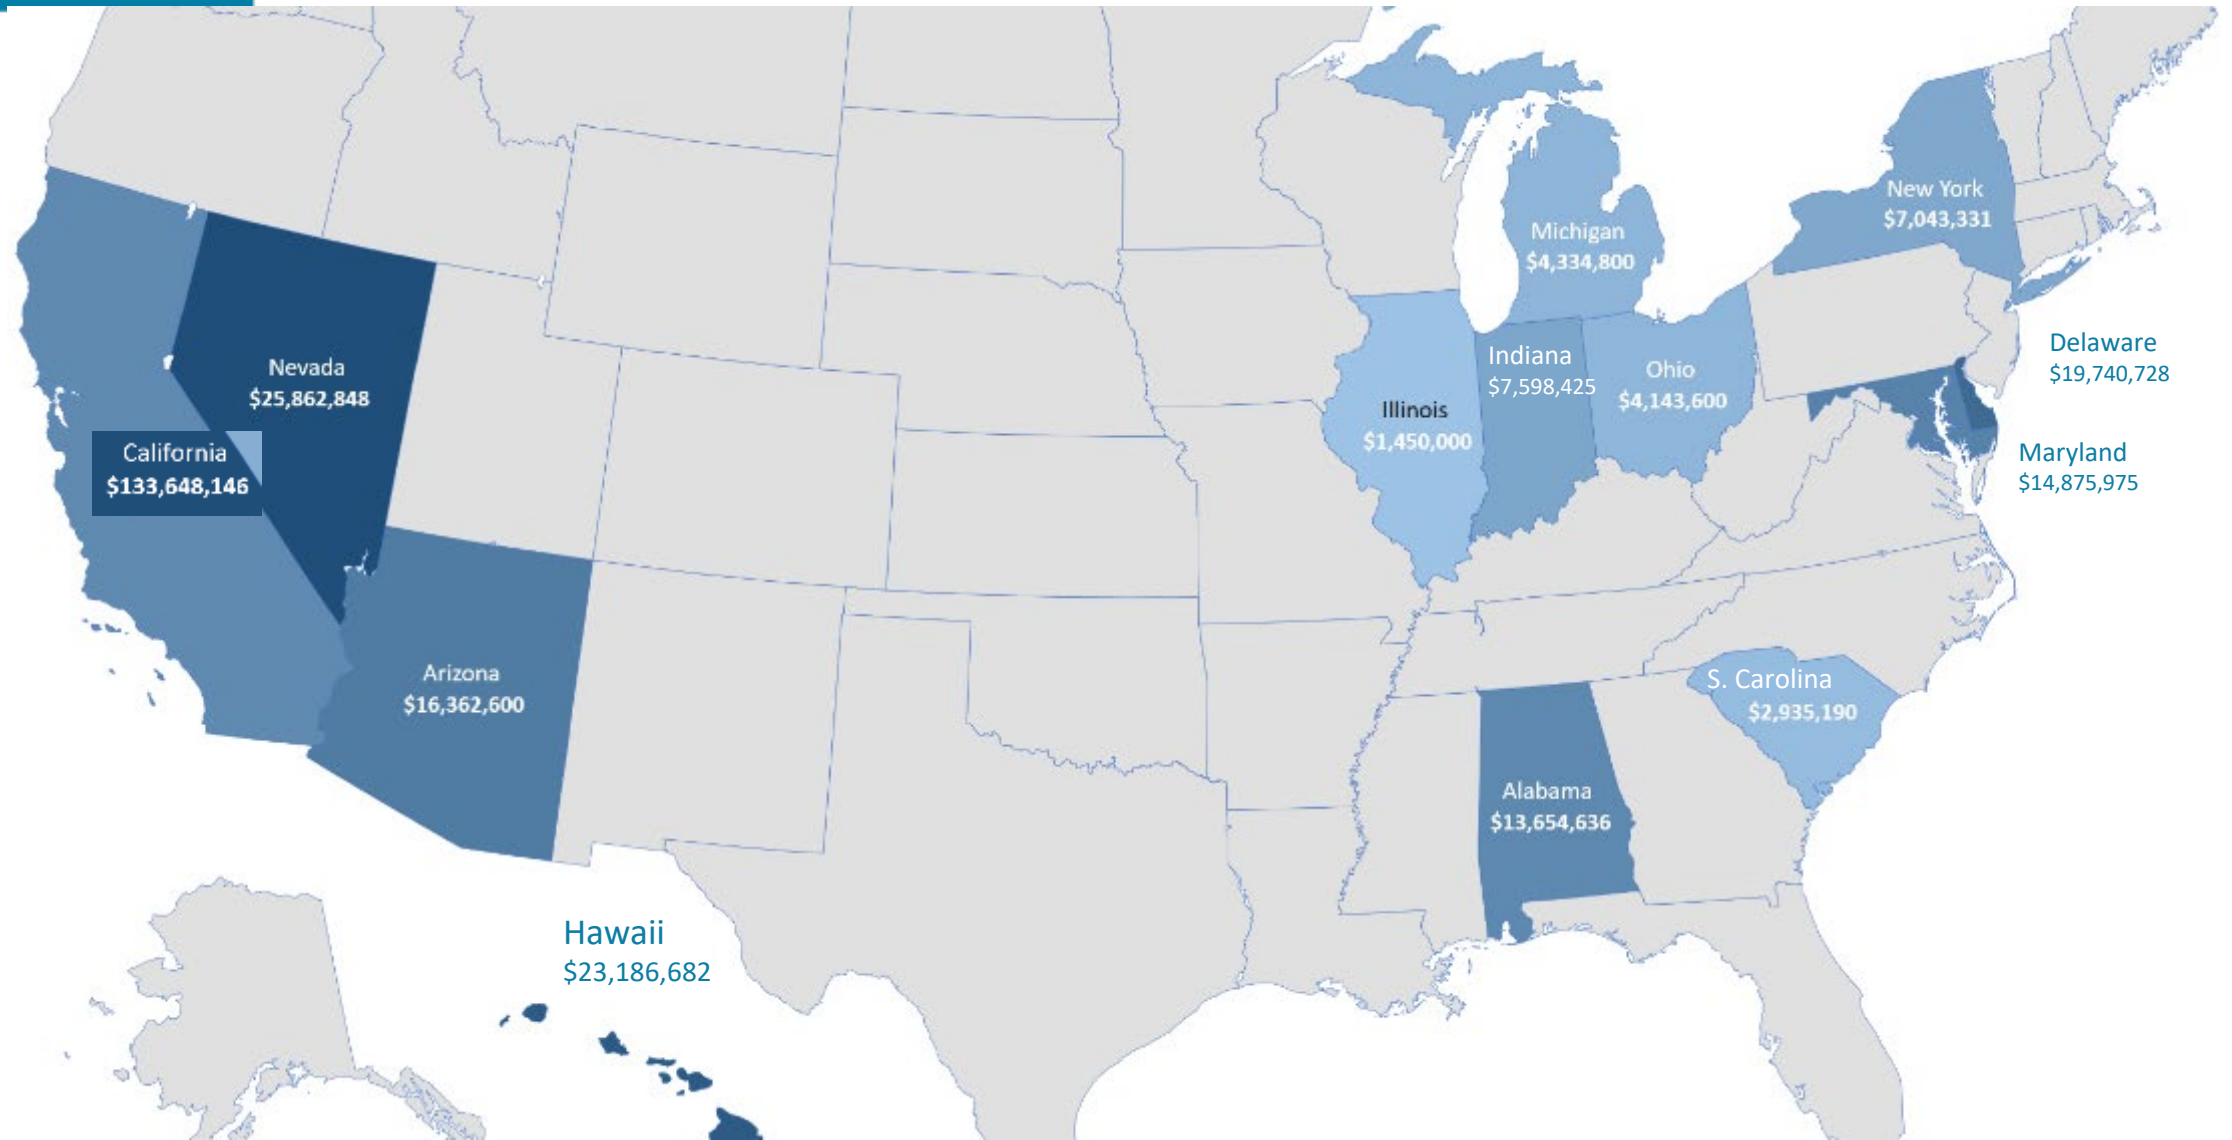 New York
$7,043,331
Michigan
$4,334,800
Delaware
$19,740,728
Indiana
$7,598,425
Ohio
$4,143,600
Nevada
$25,862,848
Illinois
$1,450,000
California
$133,648,146
Maryland
$14,875,975
Arizona
$16,362,600
S. Carolina
$2,935,190
Alabama
$13,654,636
Hawaii
$23,186,682